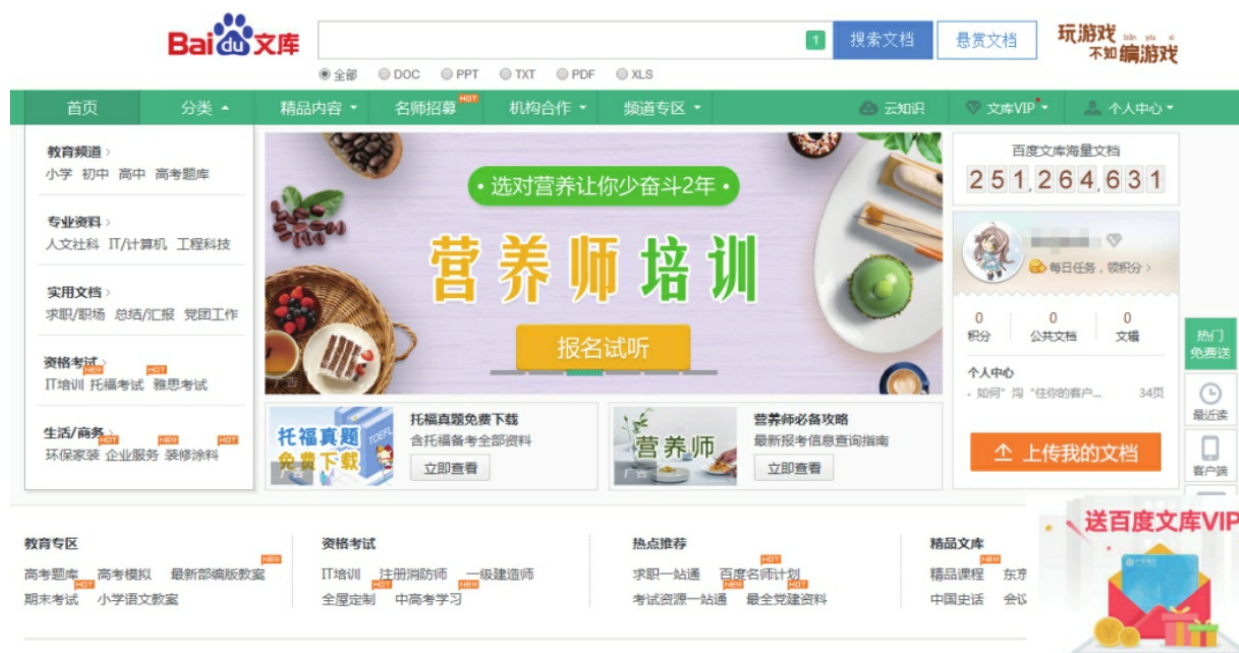 Bai du 文库
1
搜索文档
悬赏文档
玩游戏 biān yóu xì
不如编游戏
全部 DOC PPT TXT PDF XLS
首页 分类 精品内容 名师招募 HOT 机构合作 频道专区 云知识 文库VIP 个人中心
教育频道
小学 初中 高中 高考题库
专业资料
人文社科 IT/计算机 工程科技
实用文档
求职/职场 总结/汇报 党团工作
资格考试
NEW HOT
IT培训 托福考试 雅思考试
生活/商务
HOT NEW HOT
环保家装 企业服务 装修涂料
选对营养让你少奋斗2年
营养师培训
报名试听
广告
托福真题
TOEFL
免费下载
广告
托福真题免费下载
含托福备考全部资料
立即查看
营养师
广告
营养师必备攻略
最新报考信息查询指南
立即查看
百度文库海量文档
251,264,631
每日任务，领积分
0 0 0
积分 公共文档 文辑
个人中心
如何"沟"住你的客户... 34页
上传我的文档
热门
免费送
最近读
客户端
教育专区
NEW
高考题库 高考模拟 最新部编版教案
HOT
期末考试 小学语文教案
资格考试
IT培训 注册消防师 一级建造师
HOT NEW
全屋定制 中高考学习
热点推荐
HOT
求职一站通 百度名师计划
NEW HOT
考试资源一站通 最全党建资料
精品文库
NEW
精品课程 东京
中国史话 会议
送百度文库VIP